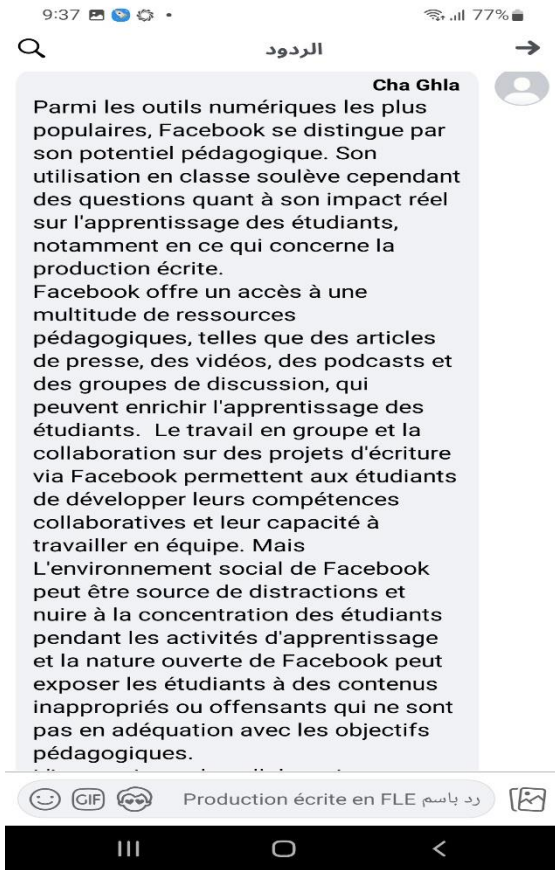 9:37
77%
الردود
Cha Ghla
Parmi les outils numériques les plus
populaires, Facebook se distingue par
son potentiel pédagogique. Son
utilisation en classe soulève cependant
des questions quant à son impact réel
sur l'apprentissage des étudiants,
notamment en ce qui concerne la
production écrite.
Facebook offre un accès à une
multitude de ressources
pédagogiques, telles que des articles
de presse, des vidéos, des podcasts et
des groupes de discussion, qui
peuvent enrichir l'apprentissage des
étudiants. Le travail en groupe et la
collaboration sur des projets d'écriture
via Facebook permettent aux étudiants
de développer leurs compétences
collaboratives et leur capacité à
travailler en équipe. Mais
L'environnement social de Facebook
peut être source de distractions et
nuire à la concentration des étudiants
pendant les activités d'apprentissage
et la nature ouverte de Facebook peut
exposer les étudiants à des contenus
inappropriés ou offensants qui ne sont
pas en adéquation avec les objectifs
pédagogiques.
GIF
رد باسم Production écrite en FLE